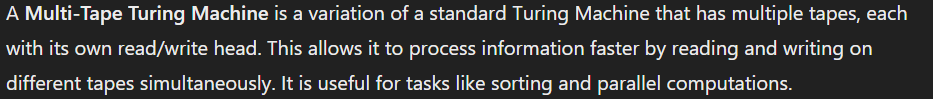 A Multi-Tape Turing Machine is a variation of a standard Turing Machine that has multiple tapes, each
with its own read/write head. This allows it to process information faster by reading and writing on
different tapes simultaneously. It is useful for tasks like sorting and parallel computations.